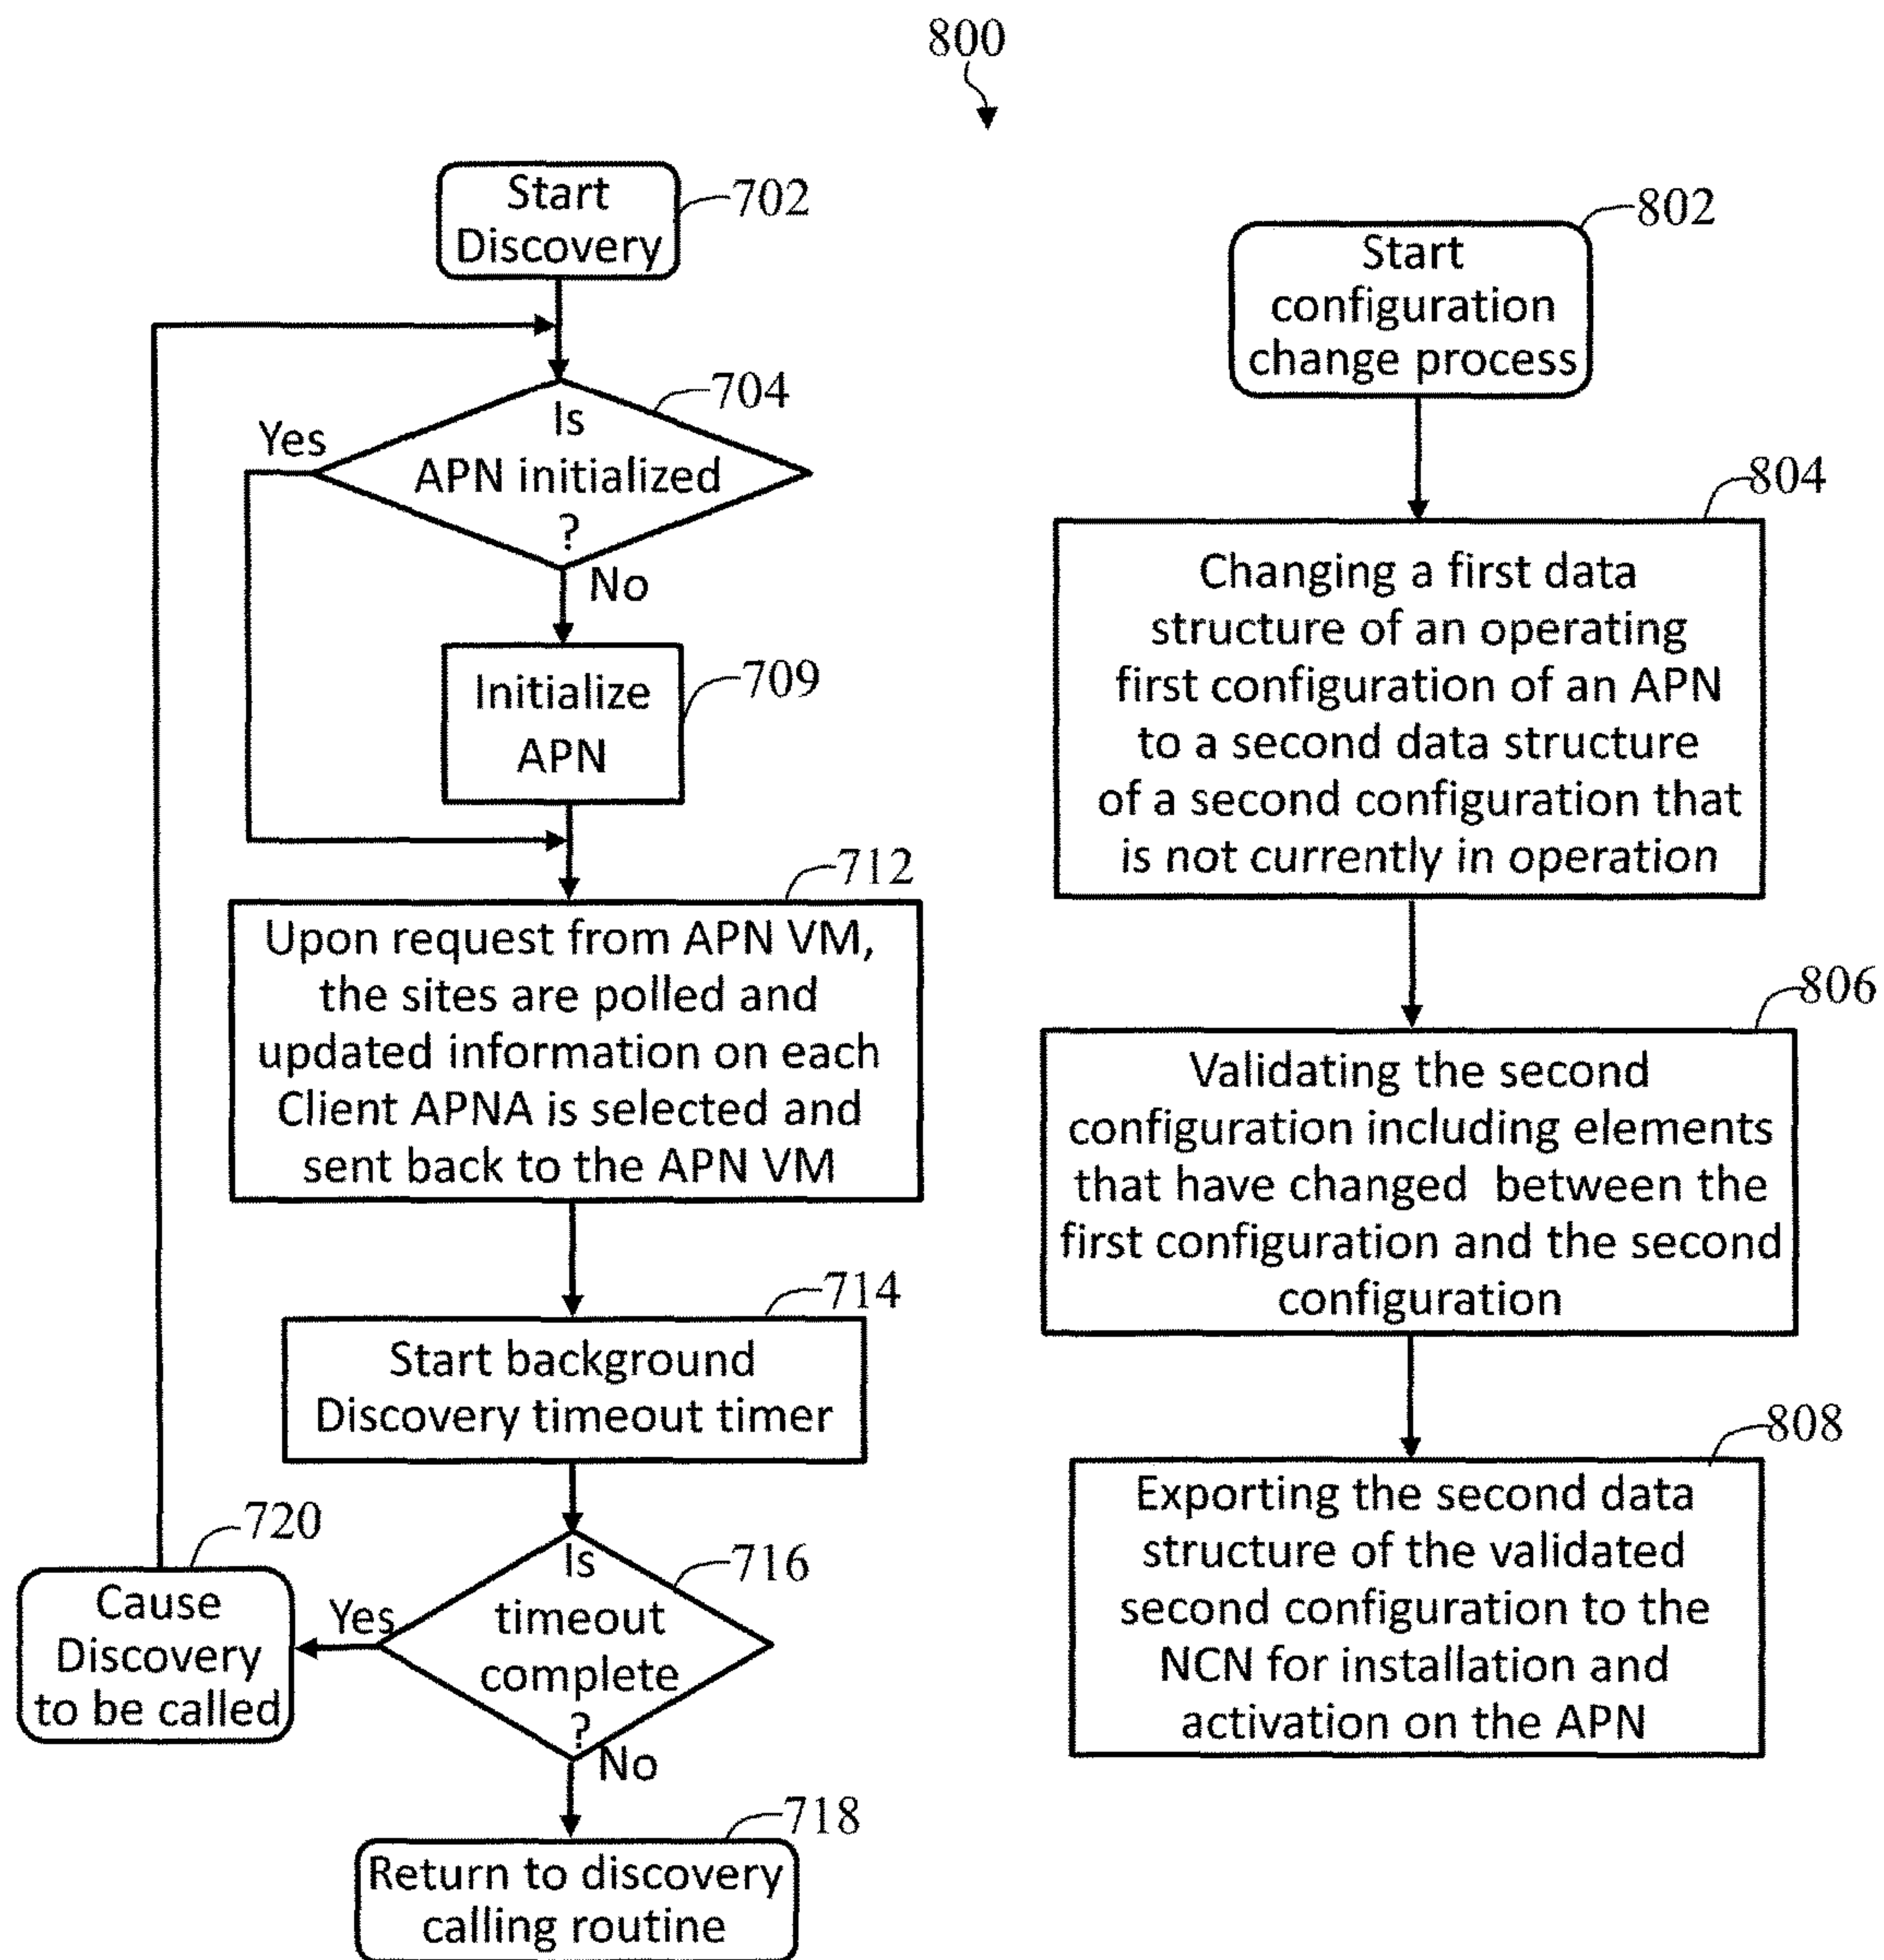 800
Start
Discovery
702
Is
APN initialized
?
704
Yes
No
Initialize
APN
709
712
Upon request from APN VM,
the sites are polled and
updated information on each
Client APNA is selected and
sent back to the APN VM
714
Start background
Discovery timeout timer
Is
timeout
complete
?
716
Yes
No
720
Cause
Discovery
to be called
718
Return to discovery
calling routine
802
Start
configuration
change process
804
Changing a first data
structure of an operating
first configuration of an APN
to a second data structure
of a second configuration that
is not currently in operation
806
Validating the second
configuration including elements
that have changed between the
first configuration and the second
configuration
808
Exporting the second data
structure of the validated
second configuration to the
NCN for installation and
activation on the APN